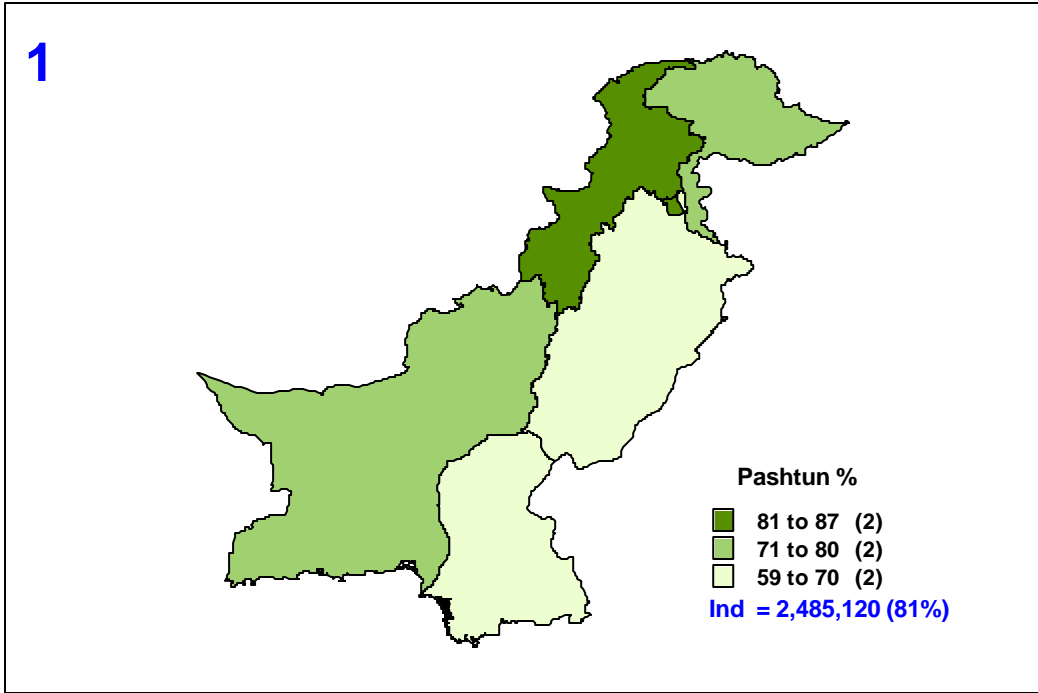 1
Pashtun %
81 to 87 (2)
71 to 80 (2)
59 to 70 (2)
Ind = 2,485,120 (81%)